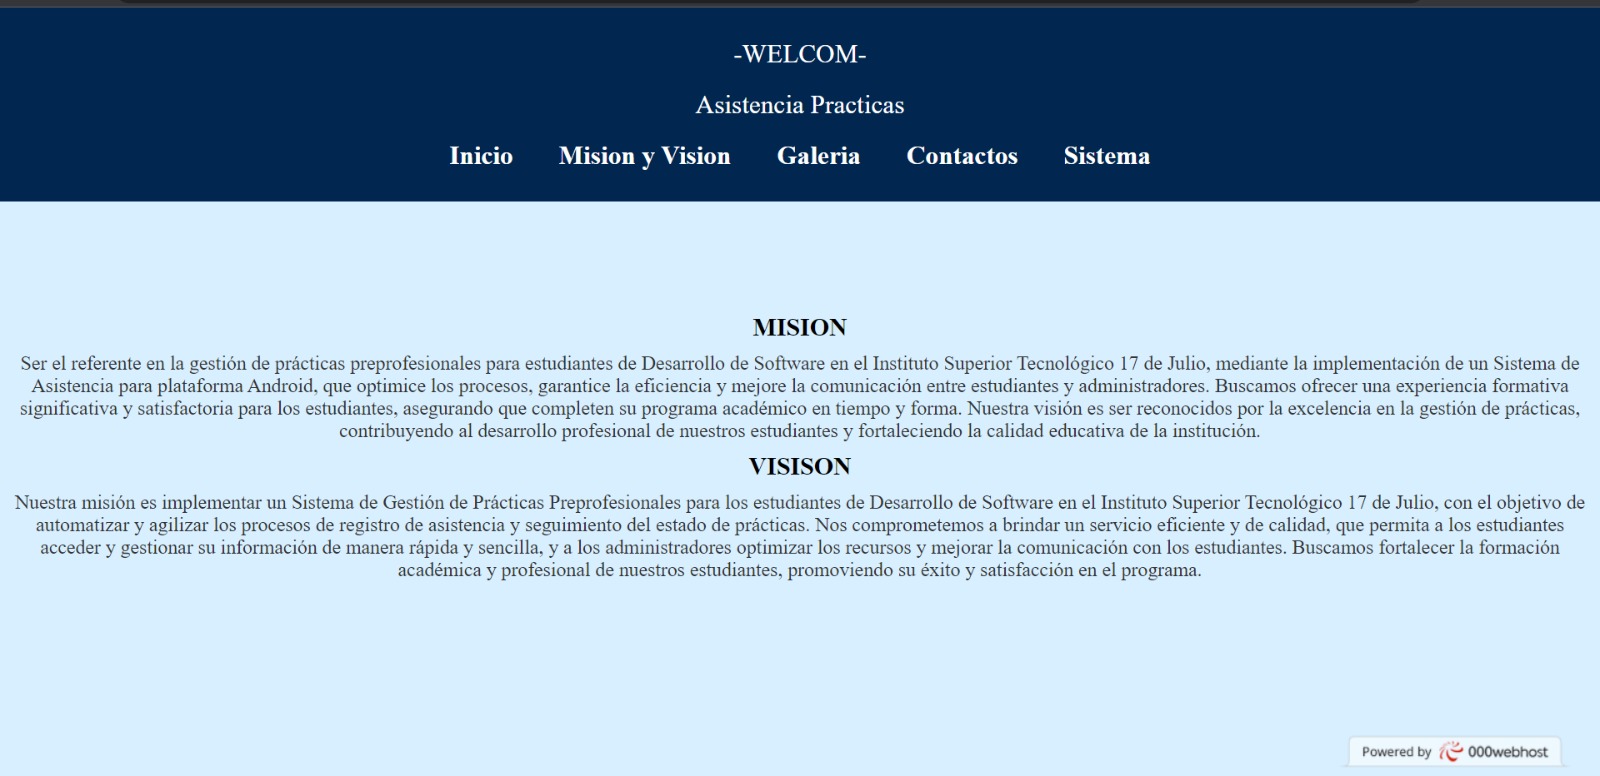 -WELCOM-
Asistencia Practicas
Inicio Mision y Vision Galeria Contactos Sistema
MISION
Ser el referente en la gestión de prácticas preprofesionales para estudiantes de Desarrollo de Software en el Instituto Superior Tecnológico 17 de Julio, mediante la implementación de un Sistema de
Asistencia para plataforma Android, que optimice los procesos, garantice la eficiencia y mejore la comunicación entre estudiantes y administradores. Buscamos ofrecer una experiencia formativa
significativa y satisfactoria para los estudiantes, asegurando que completen su programa académico en tiempo y forma. Nuestra visión es ser reconocidos por la excelencia en la gestión de prácticas,
contribuyendo al desarrollo profesional de nuestros estudiantes y fortaleciendo la calidad educativa de la institución.
VISISON
Nuestra misión es implementar un Sistema de Gestión de Prácticas Preprofesionales para los estudiantes de Desarrollo de Software en el Instituto Superior Tecnológico 17 de Julio, con el objetivo de
automatizar y agilizar los procesos de registro de asistencia y seguimiento del estado de prácticas. Nos comprometemos a brindar un servicio eficiente y de calidad, que permita a los estudiantes
acceder y gestionar su información de manera rápida y sencilla, y a los administradores optimizar los recursos y mejorar la comunicación con los estudiantes. Buscamos fortalecer la formación
académica y profesional de nuestros estudiantes, promoviendo su éxito y satisfacción en el programa.
Powered by 000webhost